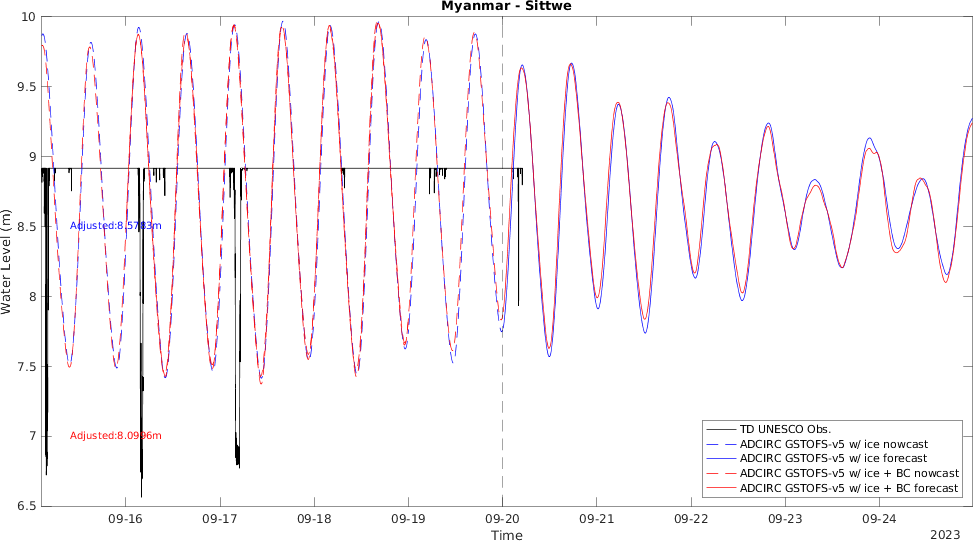 Myanmar - Sittwe
10
9.5
9
8.5
8
7.5
7
6.5
Water Level (m)
Adjusted:8.5783m
Adjusted:8.0996m
TD UNESCO Obs.
ADCIRC GSTOFS-v5 w/ ice nowcast
ADCIRC GSTOFS-v5 w/ ice forecast
ADCIRC GSTOFS-v5 w/ ice + BC nowcast
ADCIRC GSTOFS-v5 w/ ice + BC forecast
09-16 09-17 09-18 09-19 09-20 09-21 09-22 09-23 09-24
Time
2023